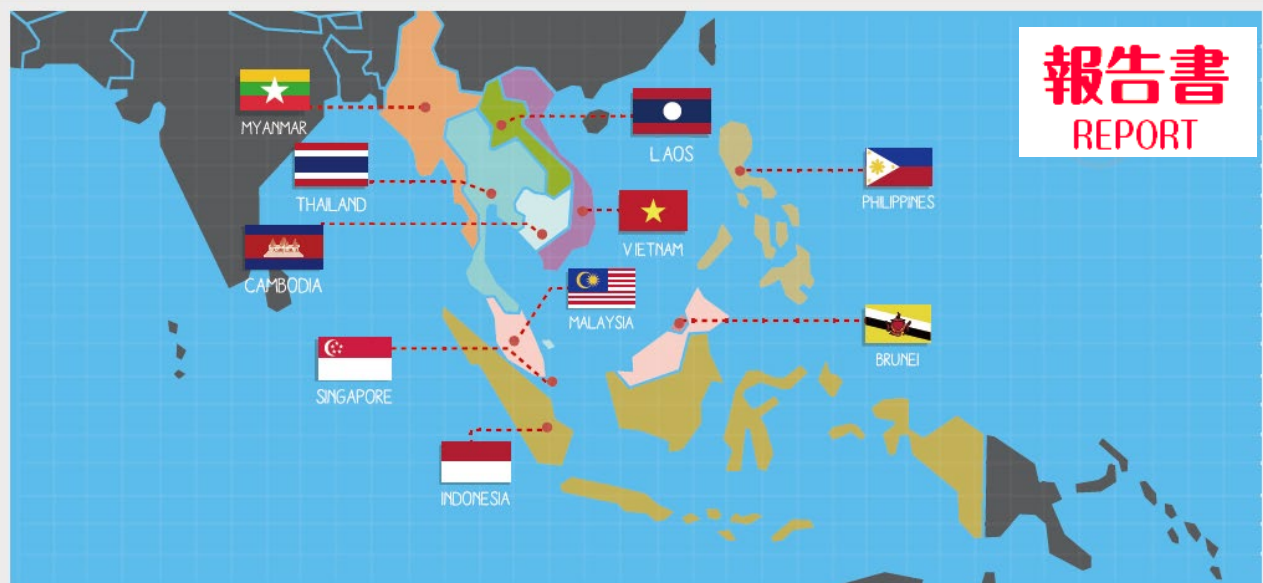 報告書
REPORT
MYANMAR
LAOS
THAILAND
PHILIPPINES
VIETNAM
CAMBODIA
MALAYSIA
BRUNEI
SINGAPORE
INDONESIA